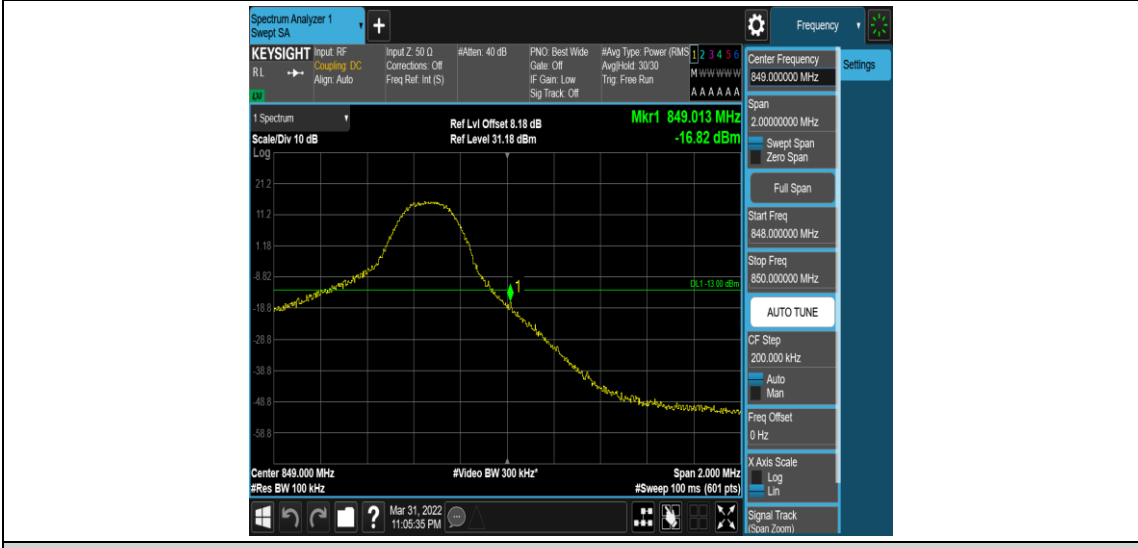 Spectrum Analyzer 1
Swept SA
Frequency
KEYSIGHT
RL
Input: RF
Coupling: DC
Align: Auto
Input Z: 50 Ω
Corrections: Off
Freq Ref: Int (S)
#Atten: 40 dB
PNO: Best Wide
Gate: Off
IF Gain: Low
Sig Track: Off
#Avg Type: Power (RMS
Avg|Hold: 30/30
Trig: Free Run
1 2 3 4 5 6
M W W W W W
A A A A A A
1 Spectrum
Scale/Div 10 dB
Log
Ref Lvl Offset 8.18 dB
Ref Level 31.18 dBm
Mkr1 849.013 MHz
-16.82 dBm
21.2
11.2
1.18
-8.82
-18.8
-28.8
-38.8
-48.8
-58.8
1
DL1 -13.00 dBm
Center 849.000 MHz
#Res BW 100 kHz
#Video BW 300 kHz*
Span 2.000 MHz
#Sweep 100 ms (601 pts)
Mar 31, 2022
11:05:35 PM
Center Frequency
849.000000 MHz
Settings
Span
2.00000000 MHz
Swept Span
Zero Span
Full Span
Start Freq
848.000000 MHz
Stop Freq
850.000000 MHz
AUTO TUNE
CF Step
200.000 kHz
Auto
Man
Freq Offset
0 Hz
X Axis Scale
Log
Lin
Signal Track
(Span Zoom)